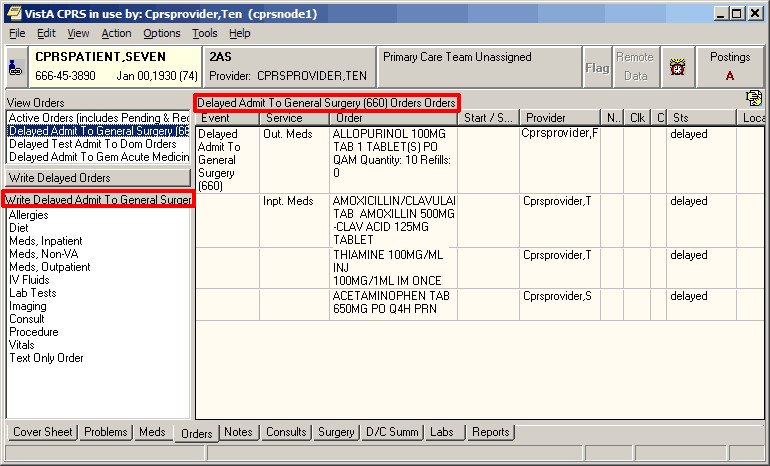 VistA CPRS in use by: Cprsprovider,Ten (cprsnode1)
File Edit View Action Options Tools Help
CPRSPATIENT,SEVEN
666-45-3890 Jan 00,1930 (74)
2AS
Provider: CPRSPROVIDER,TEN
Primary Care Team Unassigned
Flag
Remote
Data
Postings
A
View Orders
Active Orders (includes Pending & Rec
Delayed Admit To General Surgery (66
Delayed Test Admit To Dom Orders
Delayed Admit To Gem Acute Medicin
Write Delayed Orders
Write Delayed Admit To General Surger
Allergies
Diet
Meds, Inpatient
Meds, Non-VA
Meds, Outpatient
IV Fluids
Lab Tests
Imaging
Consult
Procedure
Vitals
Text Only Order
Delayed Admit To General Surgery (660) Orders Orders
Event Service Order Start / S... Provider N.. Clk C Sts Loca
Delayed
Admit To
General
Surgery
(660)
Out. Meds
ALLOPURINOL 100MG
TAB 1 TABLET(S) PO
QAM Quantity: 10 Refills:
0
Cprsprovider,F
delayed
Inpt. Meds
AMOXICILLIN/CLAVULAI
TAB AMOXILLIN 500MG
-CLAV ACID 125MG
TABLET
Cprsprovider,T
delayed
THIAMINE 100MG/ML
INJ
100MG/1ML IM ONCE
Cprsprovider,T
delayed
ACETAMINOPHEN TAB
650MG PO Q4H PRN
Cprsprovider,S
delayed
Cover Sheet Problems Meds Orders Notes Consults Surgery D/C Summ Labs Reports